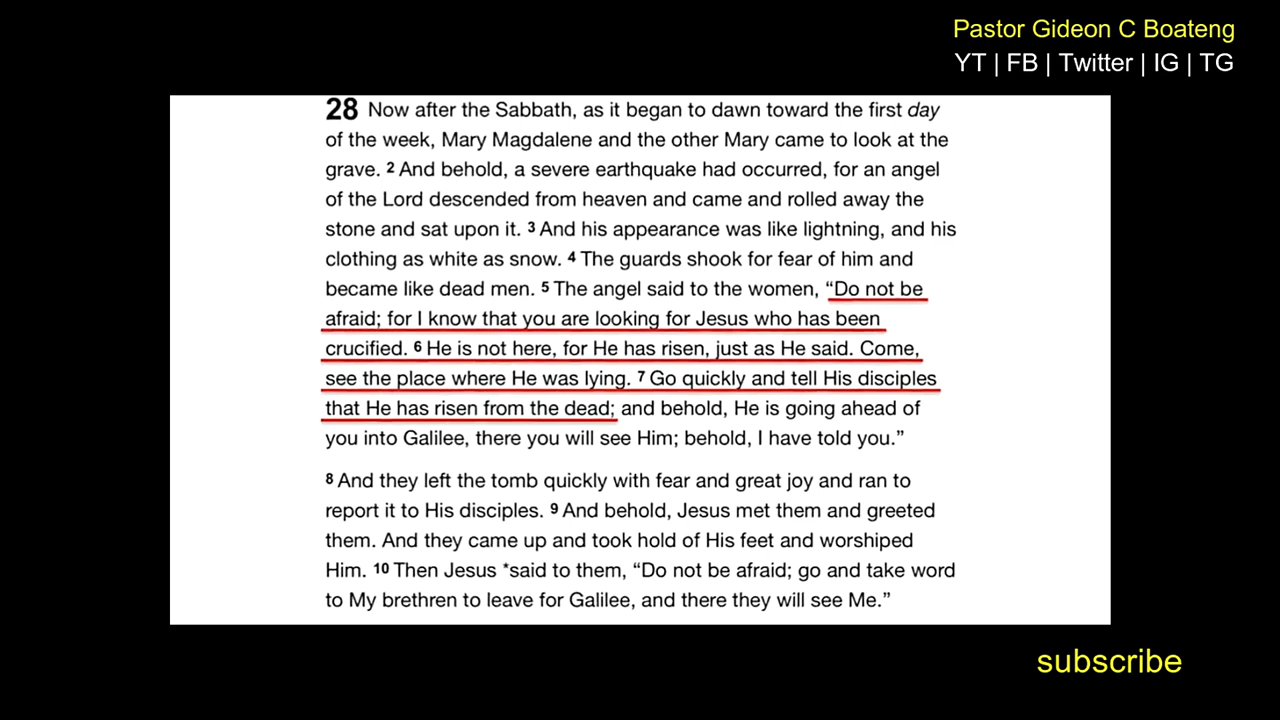 Pastor Gideon C Boateng
YT | FB | Twitter | IG | TG
28 Now after the Sabbath, as it began to dawn toward the first day
of the week, Mary Magdalene and the other Mary came to look at the
grave. 2 And behold, a severe earthquake had occurred, for an angel
of the Lord descended from heaven and came and rolled away the
stone and sat upon it. 3 And his appearance was like lightning, and his
clothing as white as snow. 4 The guards shook for fear of him and
became like dead men. 5 The angel said to the women, “Do not be
afraid; for I know that you are looking for Jesus who has been
crucified. 6 He is not here, for He has risen, just as He said. Come,
see the place where He was lying. 7 Go quickly and tell His disciples
that He has risen from the dead; and behold, He is going ahead of
you into Galilee, there you will see Him; behold, I have told you.”
8 And they left the tomb quickly with fear and great joy and ran to
report it to His disciples. 9 And behold, Jesus met them and greeted
them. And they came up and took hold of His feet and worshiped
Him. 10 Then Jesus *said to them, “Do not be afraid; go and take word
to My brethren to leave for Galilee, and there they will see Me.”
subscribe